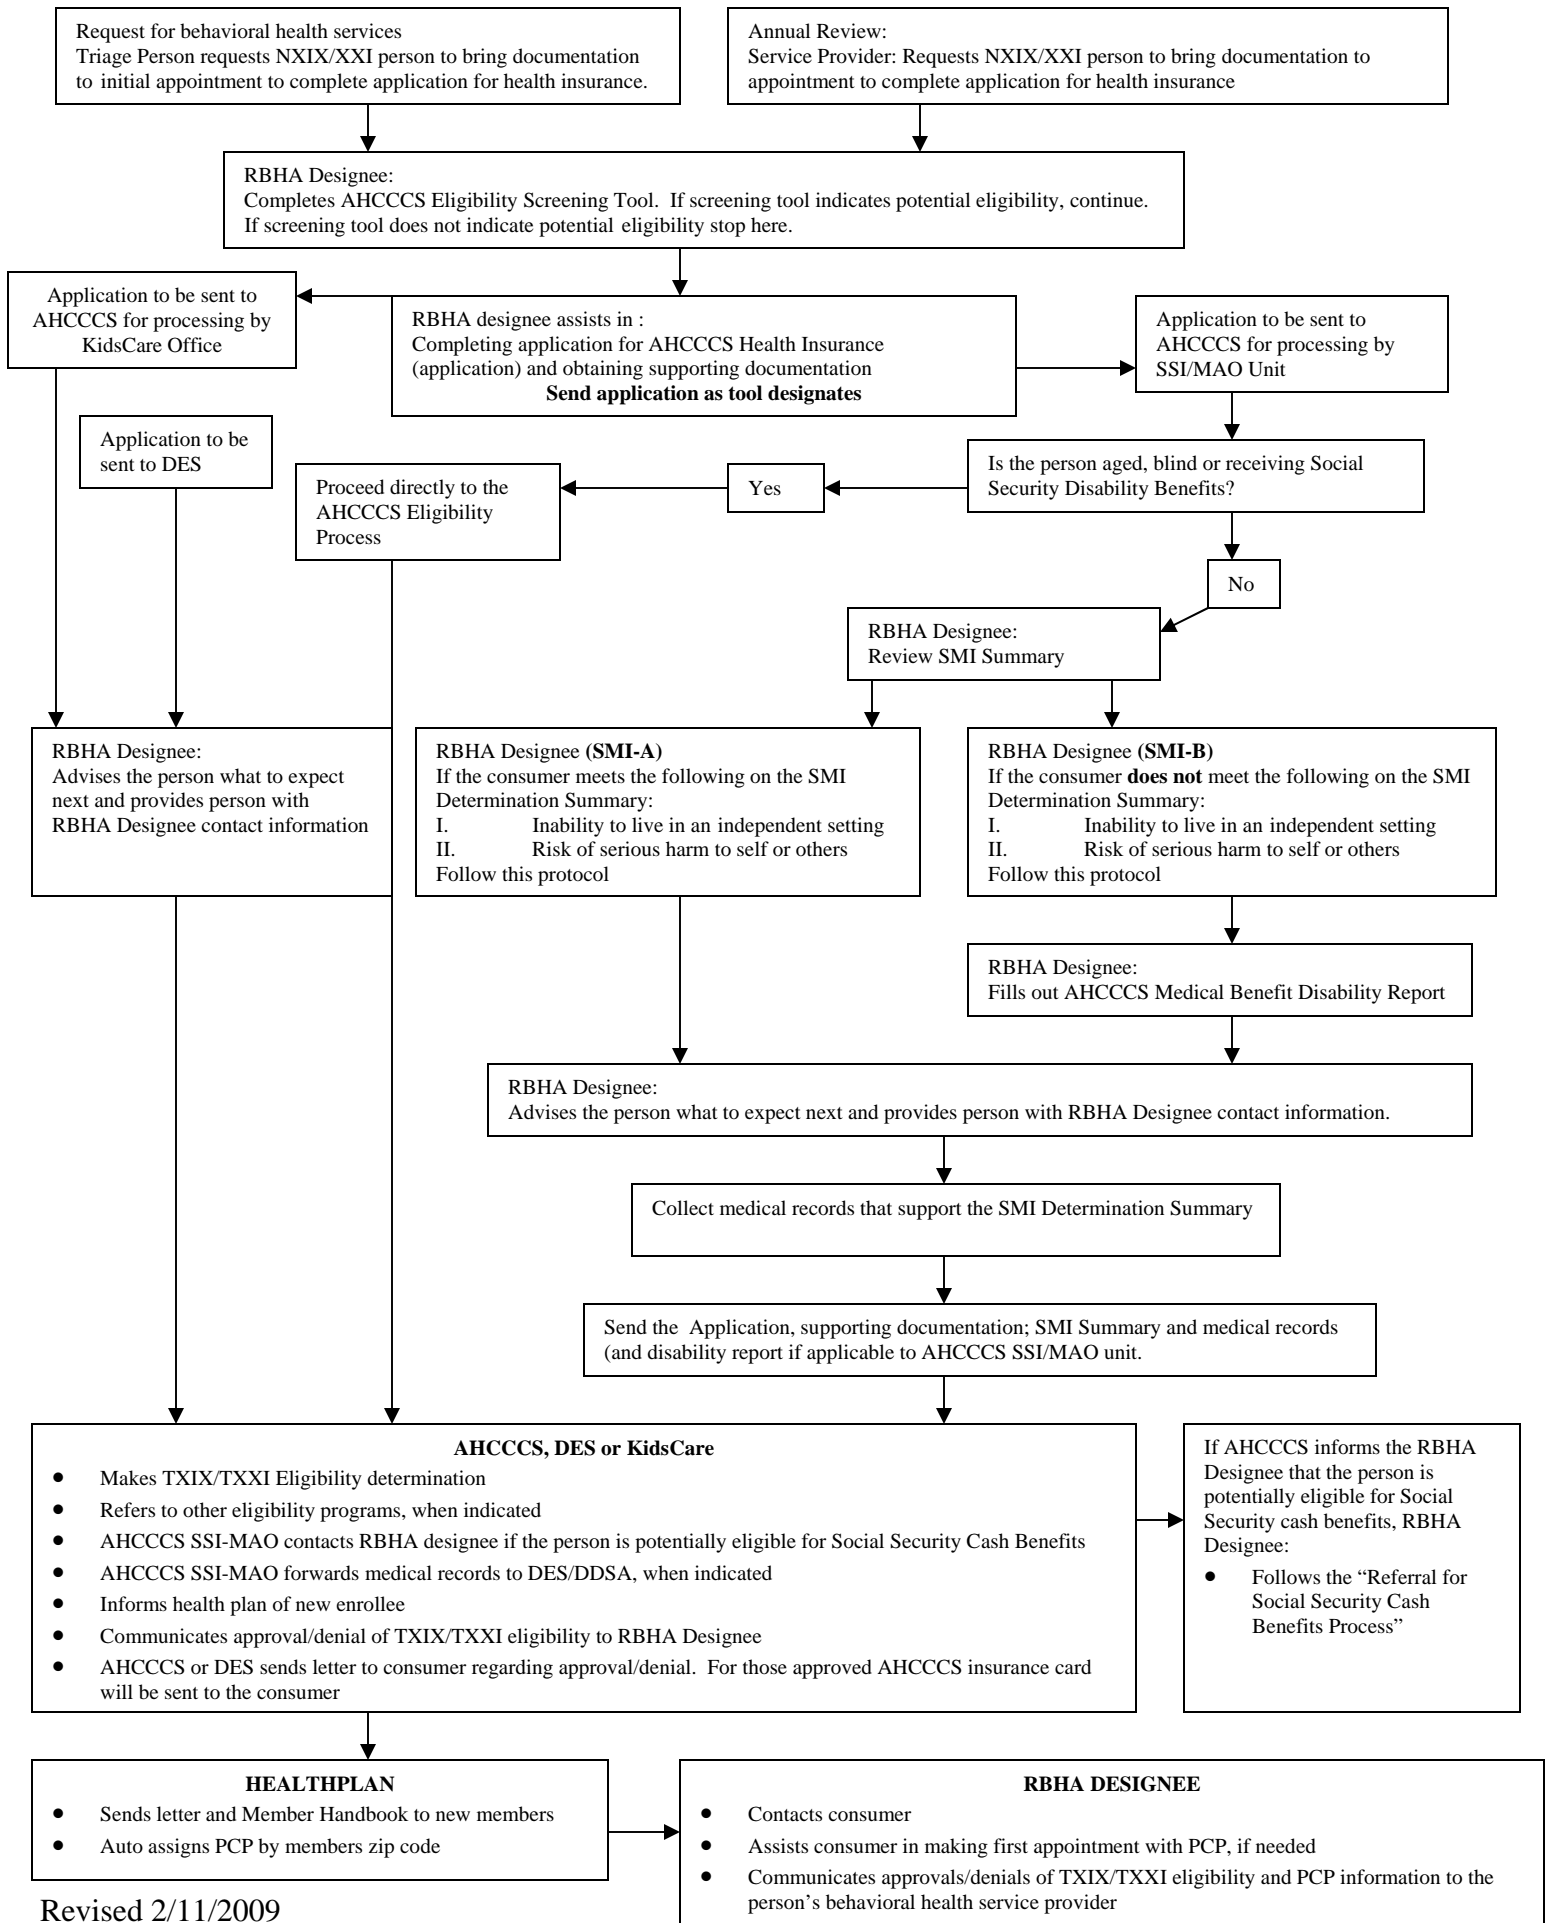 Request for behavioral health services
Triage Person requests NXIX/XXI person to bring documentation
to initial appointment to complete application for health insurance.
Annual Review:
Service Provider: Requests NXIX/XXI person to bring documentation to
appointment to complete application for health insurance
RBHA Designee:
Completes AHCCCS Eligibility Screening Tool.  If screening tool indicates potential eligibility, continue.
If screening tool does not indicate potential eligibility stop here.
Application to be sent to
AHCCCS for processing by
KidsCare Office
RBHA designee assists in :
Completing application for AHCCCS Health Insurance
(application) and obtaining supporting documentation
Send application as tool designates
Application to be sent to
AHCCCS for processing by
SSI/MAO Unit
Application to be
sent to DES
Proceed directly to the
AHCCCS Eligibility
Process
Yes
Is the person aged, blind or receiving Social
Security Disability Benefits?
No
RBHA Designee:
Review SMI Summary
RBHA Designee:
Advises the person what to expect
next and provides person with
RBHA Designee contact information
RBHA Designee (SMI-A)
If the consumer meets the following on the SMI
Determination Summary:
I. Inability to live in an independent setting
II. Risk of serious harm to self or others
Follow this protocol
RBHA Designee (SMI-B)
If the consumer does not meet the following on the SMI
Determination Summary:
I. Inability to live in an independent setting
II. Risk of serious harm to self or others
Follow this protocol
RBHA Designee:
Fills out AHCCCS Medical Benefit Disability Report
RBHA Designee:
Advises the person what to expect next and provides person with RBHA Designee contact information.
Collect medical records that support the SMI Determination Summary
Send the  Application, supporting documentation; SMI Summary and medical records
(and disability report if applicable to AHCCCS SSI/MAO unit.
AHCCCS, DES or KidsCare
● Makes TXIX/TXXI Eligibility determination
● Refers to other eligibility programs, when indicated
● AHCCCS SSI-MAO contacts RBHA designee if the person is potentially eligible for Social Security Cash Benefits
● AHCCCS SSI-MAO forwards medical records to DES/DDSA, when indicated
● Informs health plan of new enrollee
● Communicates approval/denial of TXIX/TXXI eligibility to RBHA Designee
● AHCCCS or DES sends letter to consumer regarding approval/denial.  For those approved AHCCCS insurance card
will be sent to the consumer
If AHCCCS informs the RBHA
Designee that the person is
potentially eligible for Social
Security cash benefits, RBHA
Designee:
● Follows the “Referral for
Social Security Cash
Benefits Process”
HEALTHPLAN
● Sends letter and Member Handbook to new members
● Auto assigns PCP by members zip code
RBHA DESIGNEE
● Contacts consumer
● Assists consumer in making first appointment with PCP, if needed
● Communicates approvals/denials of TXIX/TXXI eligibility and PCP information to the
person’s behavioral health service provider
Revised 2/11/2009